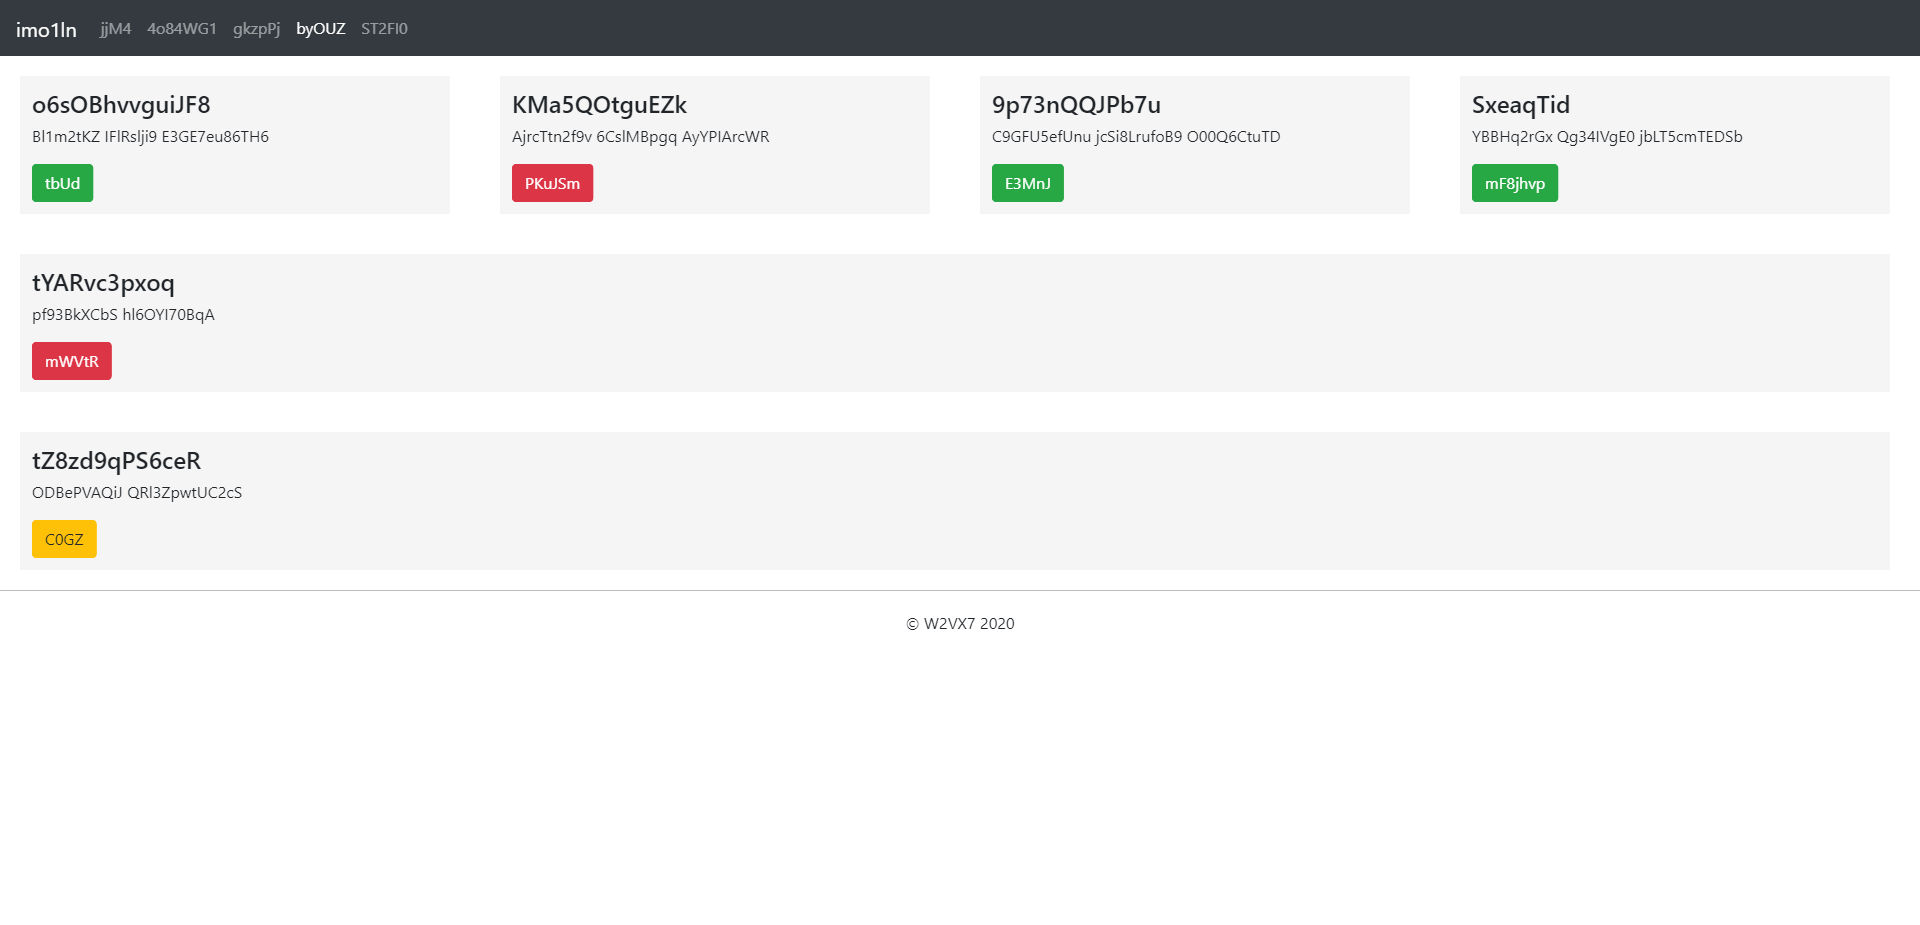 imo1ln jjM4 4o84WG1 gkzpPj byOUZ ST2FI0
o6sOBhvvguiJF8
Bl1m2tKZ IFlRslji9 E3GE7eu86TH6
tbUd
KMa5QOtguEZk
AjrcTtn2f9v 6CslMBpgq AyYPIArcWR
PKuJSm
9p73nQQJPb7u
C9GFU5efUnu jcSi8LrufoB9 O00Q6CtuTD
E3MnJ
SxeaqTid
YBBHq2rGx Qg34IVgE0 jbLT5cmTEDSb
mF8jhvp
tYARvc3pxoq
pf93BkXCbS hl6OYI70BqA
mWVtR
tZ8zd9qPS6ceR
ODBePVAQiJ QRl3ZpwtUC2cS
C0GZ
© W2VX7 2020